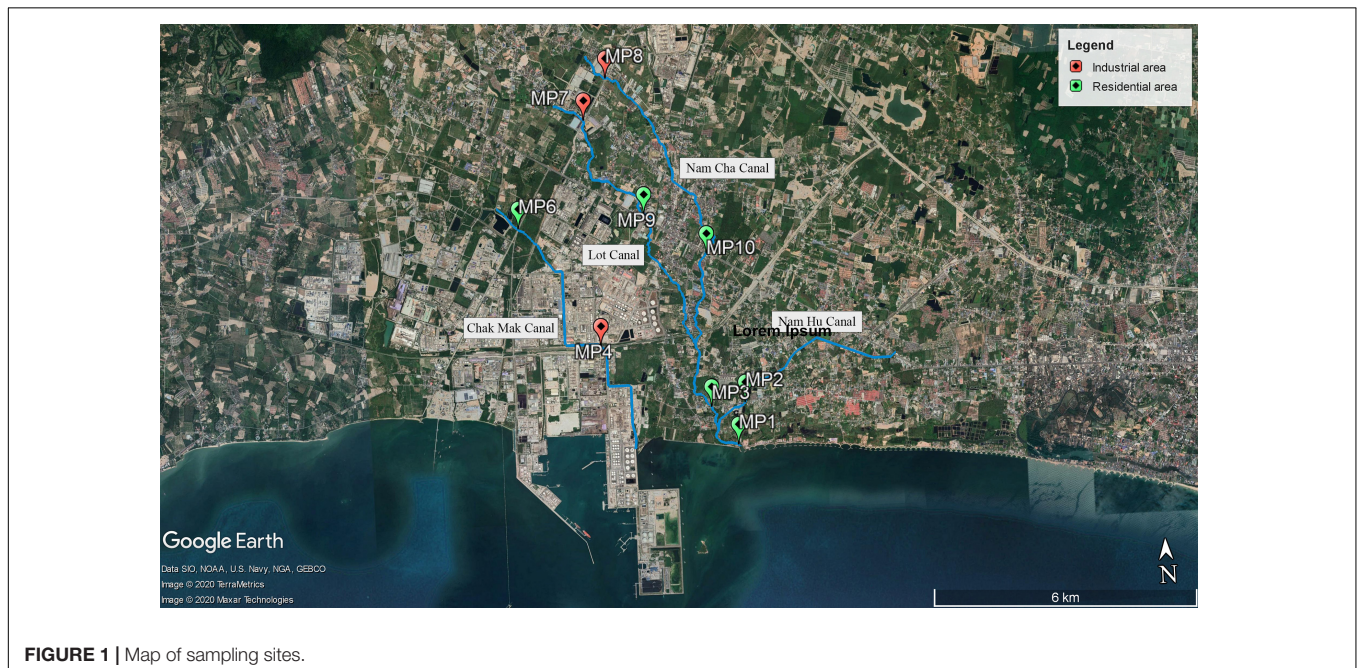 Legend
Industrial area
Residential area
MP8
MP7
Nam Cha Canal
MP6
MP9
MP10
Lot Canal
Nam Hu Canal
Chak Mak Canal
Lorem Ipsum
MP4
MP2
MP3
MP1
Google Earth
Data SIO, NOAA, U.S. Navy, NGA, GEBCO
Image © 2020 TerraMetrics
Image © 2020 Maxar Technologies
N
6 km
FIGURE 1 | Map of sampling sites.